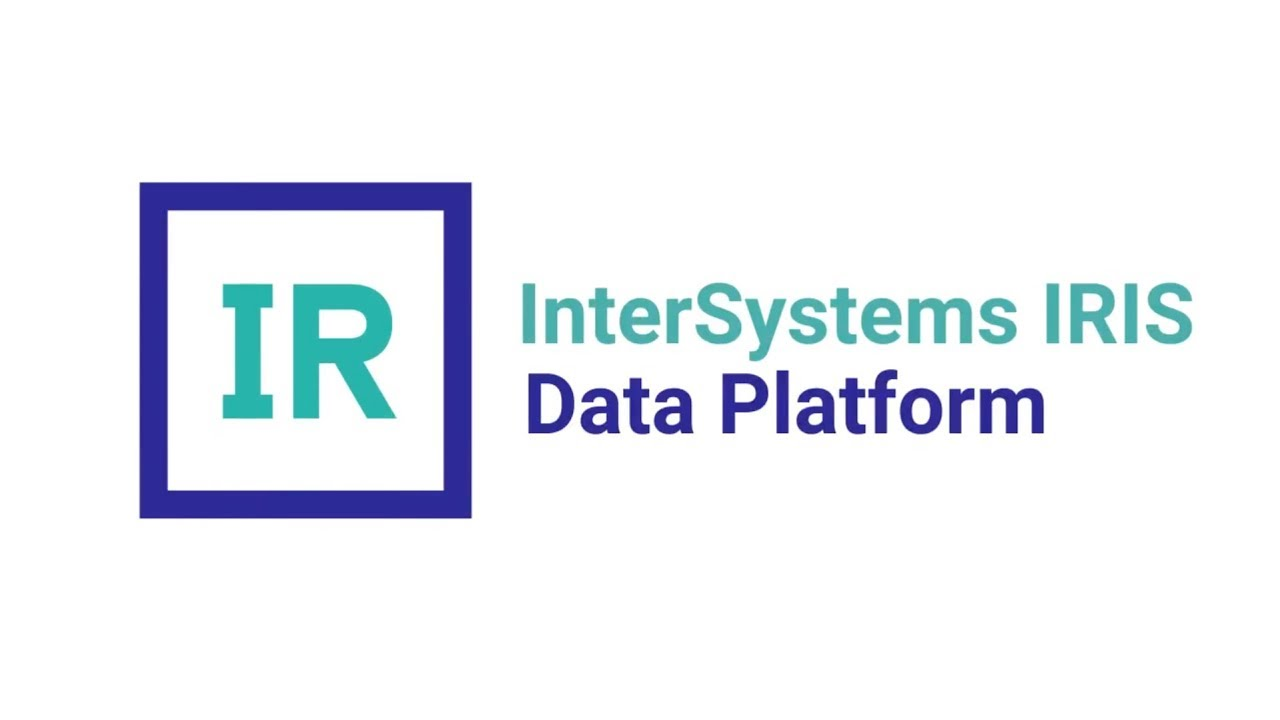 IR
InterSystems IRIS
Data Platform